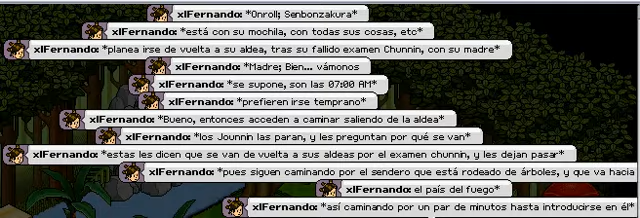 xlFernando: *Onroll; Senbonzakura*
xlFernando: *está con su mochila, con todas sus cosas, etc*
xlFernando: *planea irse de vuelta a su aldea, tras su fallido examen Chunnin, con su madre*
xlFernando: *Madre; Bien... vámonos
xlFernando: *se supone, son las 07:00 AM*
xlFernando: *prefieren irse temprano*
xlFernando: *Bueno, entonces acceden a caminar saliendo de la aldea*
xlFernando: *los Jounnin las paran, y les preguntan por qué se van*
xlFernando: *estas les dicen que se van de vuelta a sus aldeas por el examen chunnin, y les dejan pasar*
xlFernando: *pues siguen caminando por el sendero que está rodeado de árboles, y que va hacia
xlFernando: el país del fuego*
xlFernando: *así caminando por un par de minutos hasta introducirse en él*